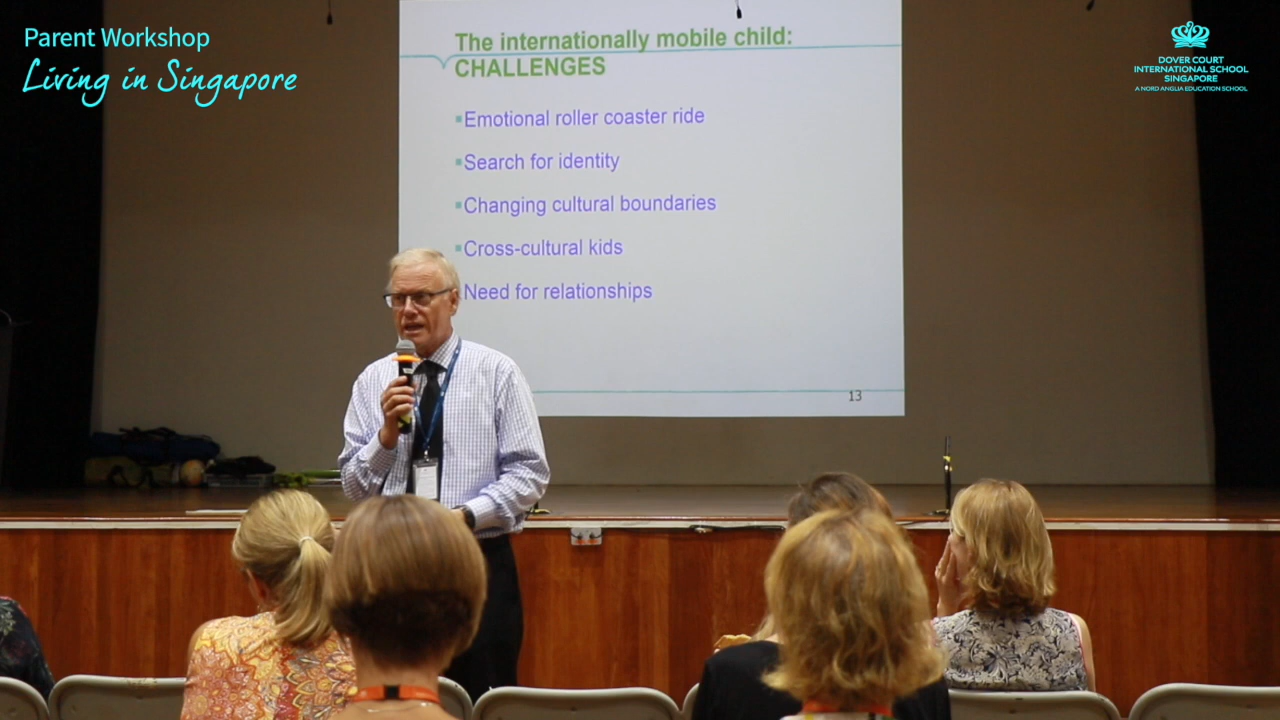 Parent Workshop
Living in Singapore
DOVER COURT
INTERNATIONAL SCHOOL
SINGAPORE
A NORD ANGLIA EDUCATION SCHOOL
The internationally mobile child:
CHALLENGES
Emotional roller coaster ride
Search for identity
Changing cultural boundaries
Cross-cultural kids
Need for relationships
13